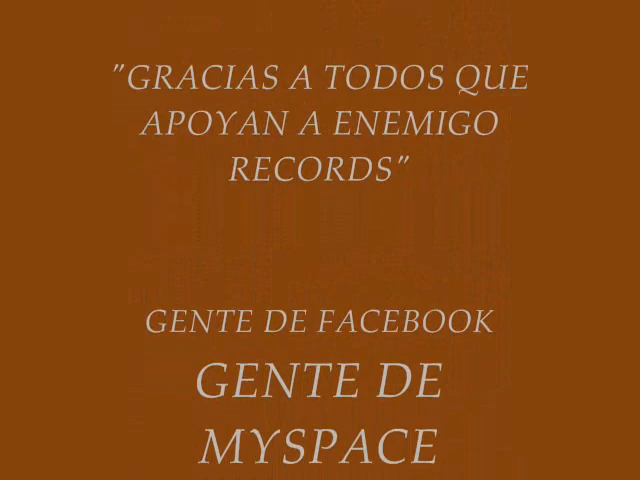 "GRACIAS A TODOS QUE
APOYAN A ENEMIGO
RECORDS"
GENTE DE FACEBOOK
GENTE DE
MYSPACE